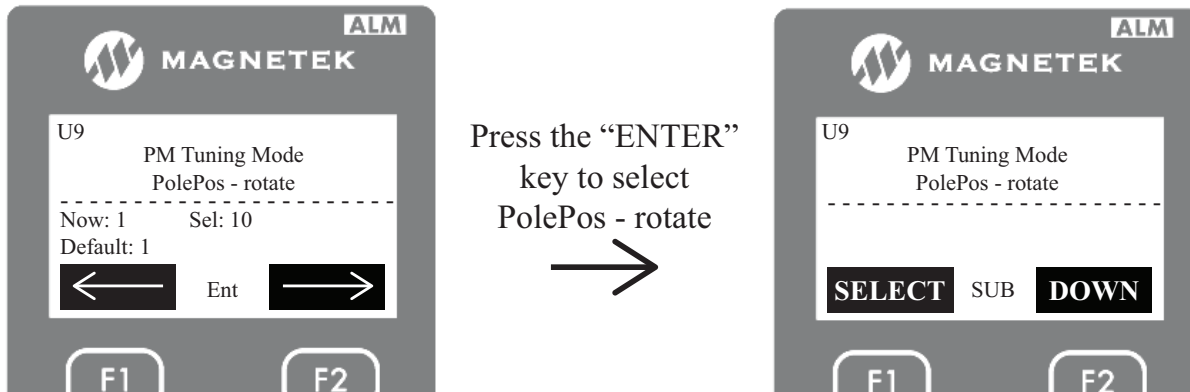 ALM
MAGNETEK
U9
PM Tuning Mode
PolePos - rotate
Now: 1 Sel: 10
Default: 1
Ent
F1 F2
Press the “ENTER”
key to select
PolePos - rotate
ALM
MAGNETEK
U9
PM Tuning Mode
PolePos - rotate
SELECT SUB DOWN
F1 F2